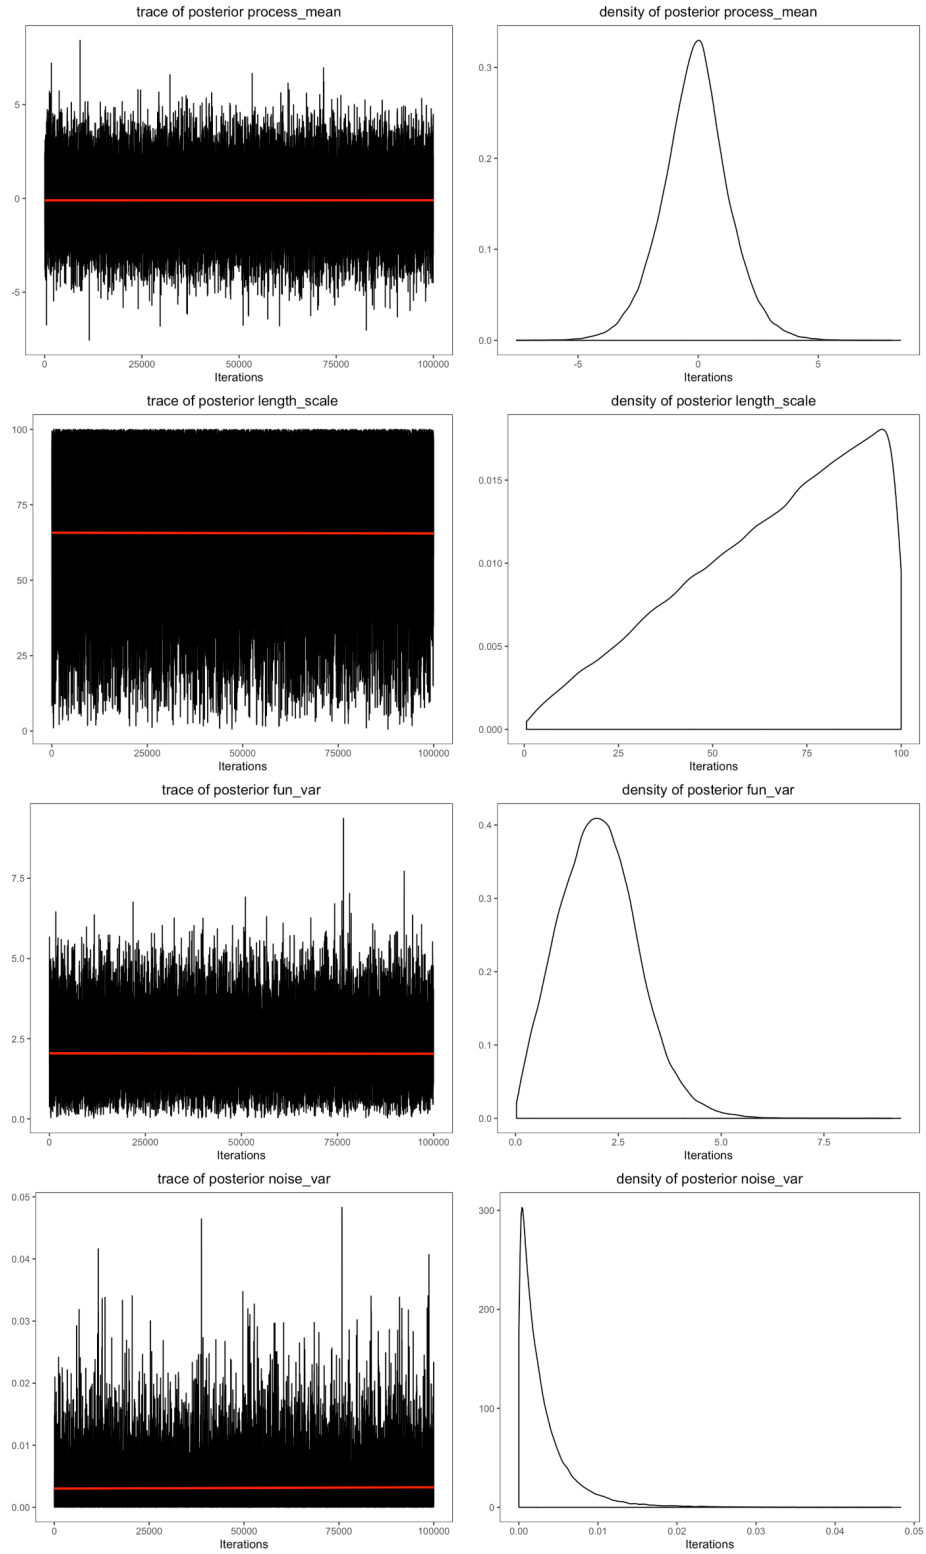 trace of posterior process_mean
5
0
-5
0 25000 50000 75000 100000
Iterations
density of posterior process_mean
0.3
0.2
0.1
0.0
-5 0 5
Iterations
trace of posterior length_scale
100
75
50
25
0
0 25000 50000 75000 100000
Iterations
density of posterior length_scale
0.015
0.010
0.005
0.000
0 25 50 75 100
Iterations
trace of posterior fun_var
7.5
5.0
2.5
0.0
0 25000 50000 75000 100000
Iterations
density of posterior fun_var
0.4
0.3
0.2
0.1
0.0
0.0 2.5 5.0 7.5
Iterations
trace of posterior noise_var
0.05
0.04
0.03
0.02
0.01
0.00
0 25000 50000 75000 100000
Iterations
density of posterior noise_var
300
200
100
0
0.00 0.01 0.02 0.03 0.04 0.05
Iterations